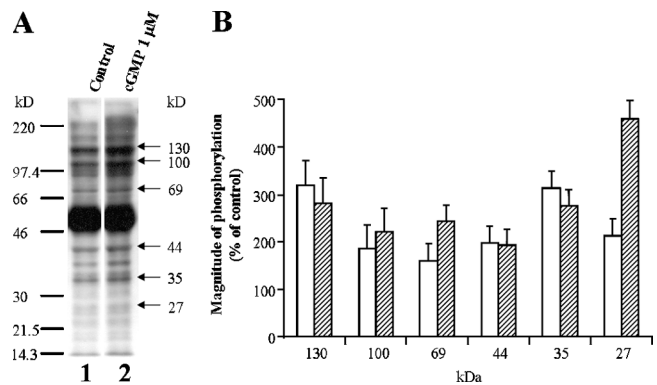 A
B
Control
cGMP 1 µM
kD
kD
220
97.4
66
46
30
21.5
14.3
130
100
69
44
35
27
1 2
Magnitude of phosphorylation
(% of control)
500
400
300
200
100
0
130 100 69 44 35 27
kDa